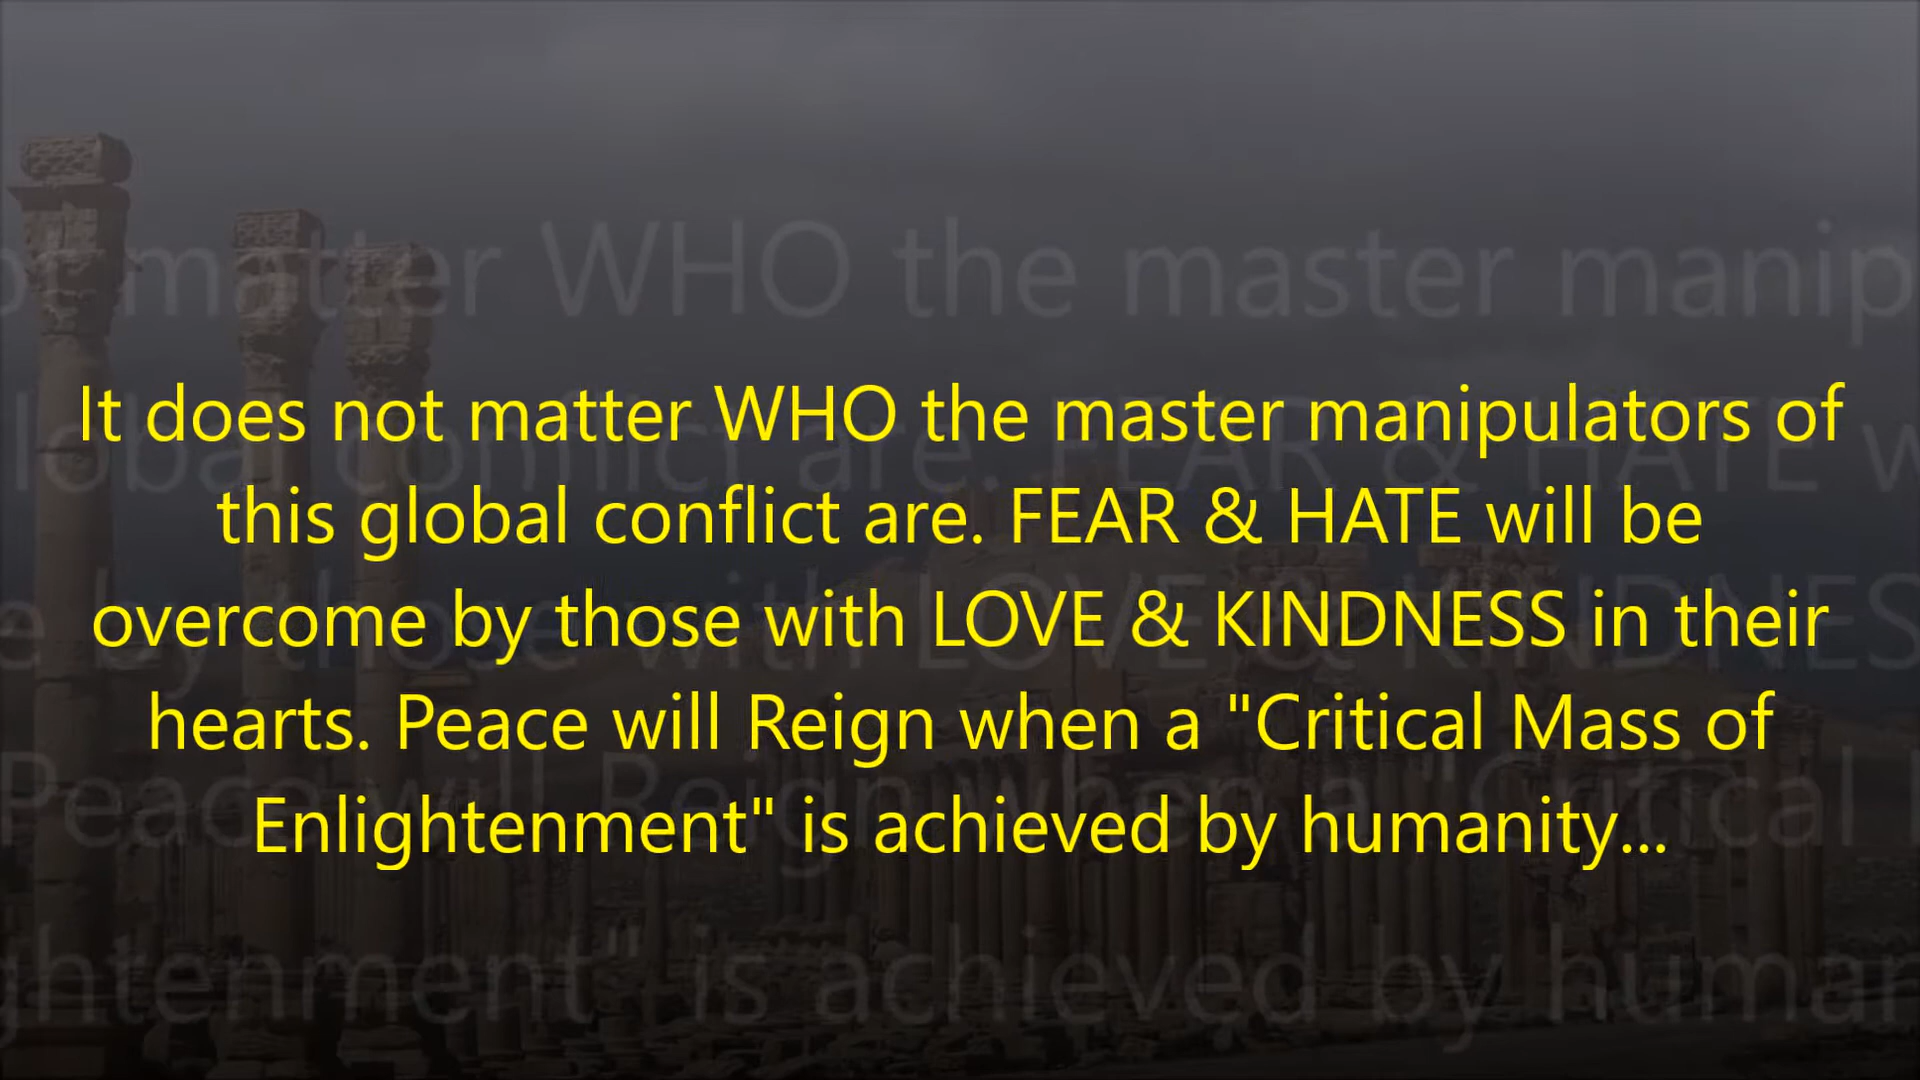 It does not matter WHO the master manipulators of
this global conflict are. FEAR & HATE will be
overcome by those with LOVE & KINDNESS in their
hearts. Peace will Reign when a "Critical Mass of
Enlightenment" is achieved by humanity...